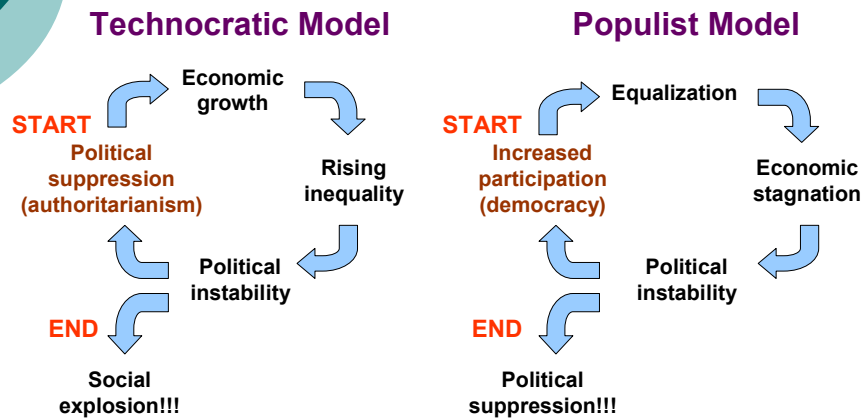 Technocratic Model
Economic
growth
START
Political
suppression
(authoritarianism)
Rising
inequality
Political
instability
END
Social
explosion!!!
Populist Model
Equalization
START
Increased
participation
(democracy)
Economic
stagnation
Political
instability
END
Political
suppression!!!